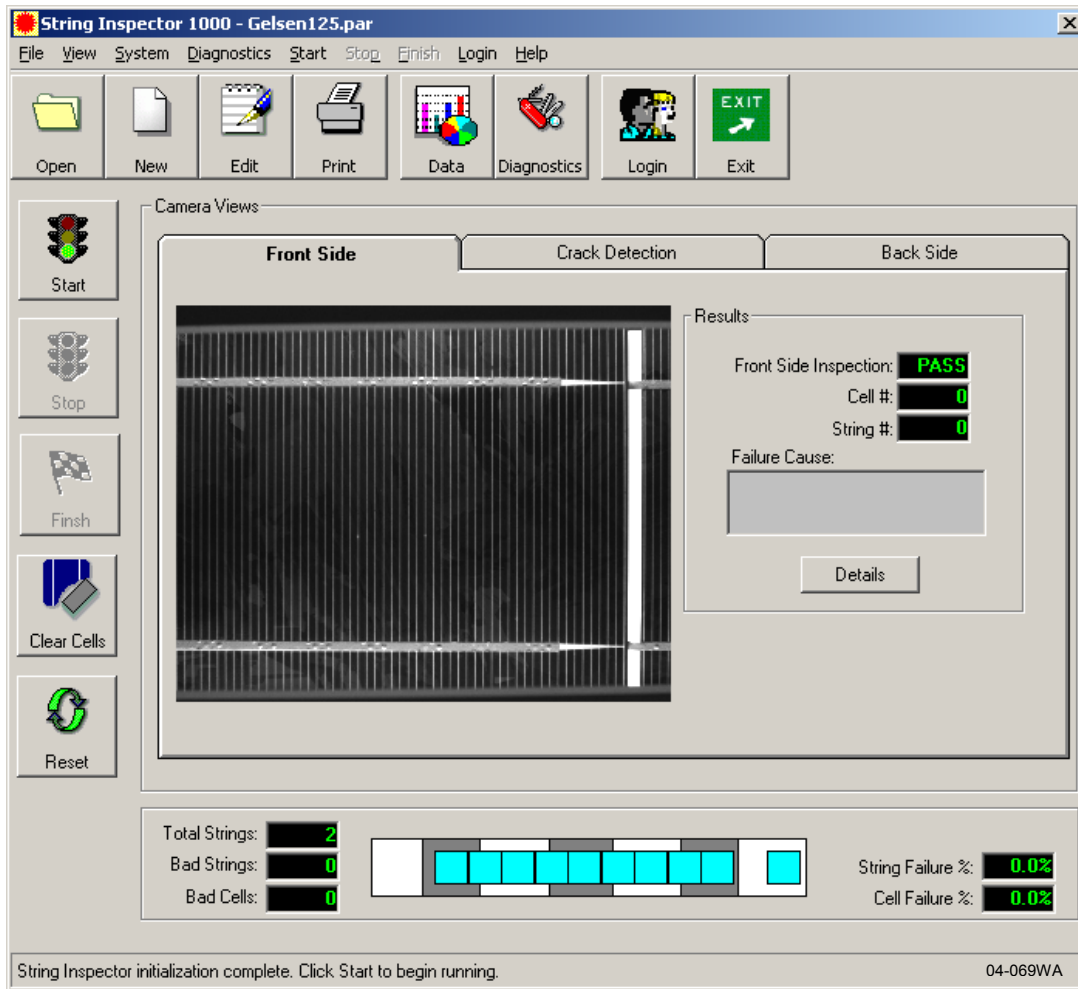 String Inspector 1000 - Gelsen125.par
File View System Diagnostics Start Stop Finish Login Help
EXIT
Open New Edit Print Data Diagnostics Login Exit
Start
Stop
Finsh
Clear Cells
Reset
Camera Views
Front Side Crack Detection Back Side
Results
Front Side Inspection: PASS
Cell #: 0
String #: 0
Failure Cause:
Details
Total Strings: 2
Bad Strings: 0
Bad Cells: 0
String Failure %: 0.0%
Cell Failure %: 0.0%
String Inspector initialization complete. Click Start to begin running.
04-069WA